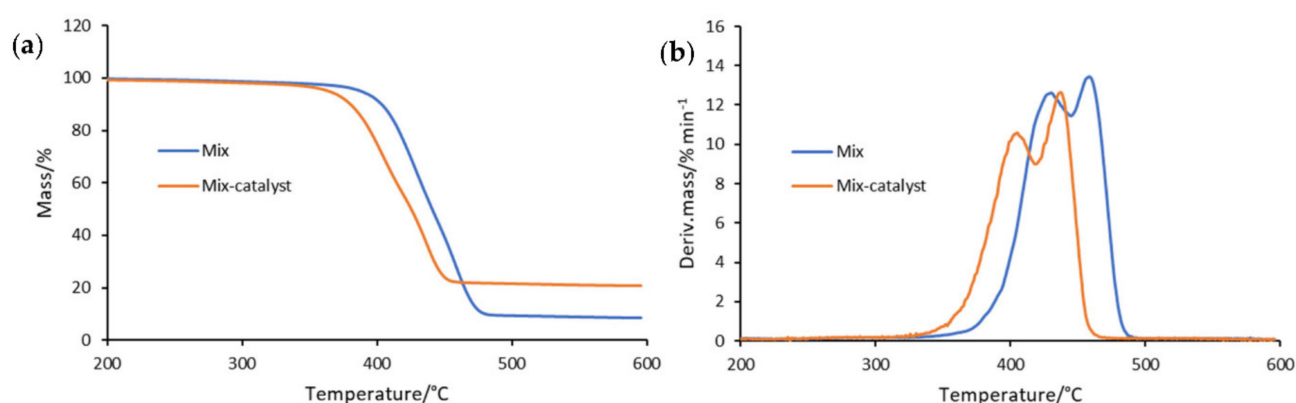 (a)
120
100
80
60
40
20
0
Mass/%
Mix
Mix-catalyst
200 300 400 500 600
Temperature/°C
(b)
16
14
12
10
8
6
4
2
0
Deriv.mass/% min⁻¹
Mix
Mix-catalyst
200 300 400 500 600
Temperature/°C